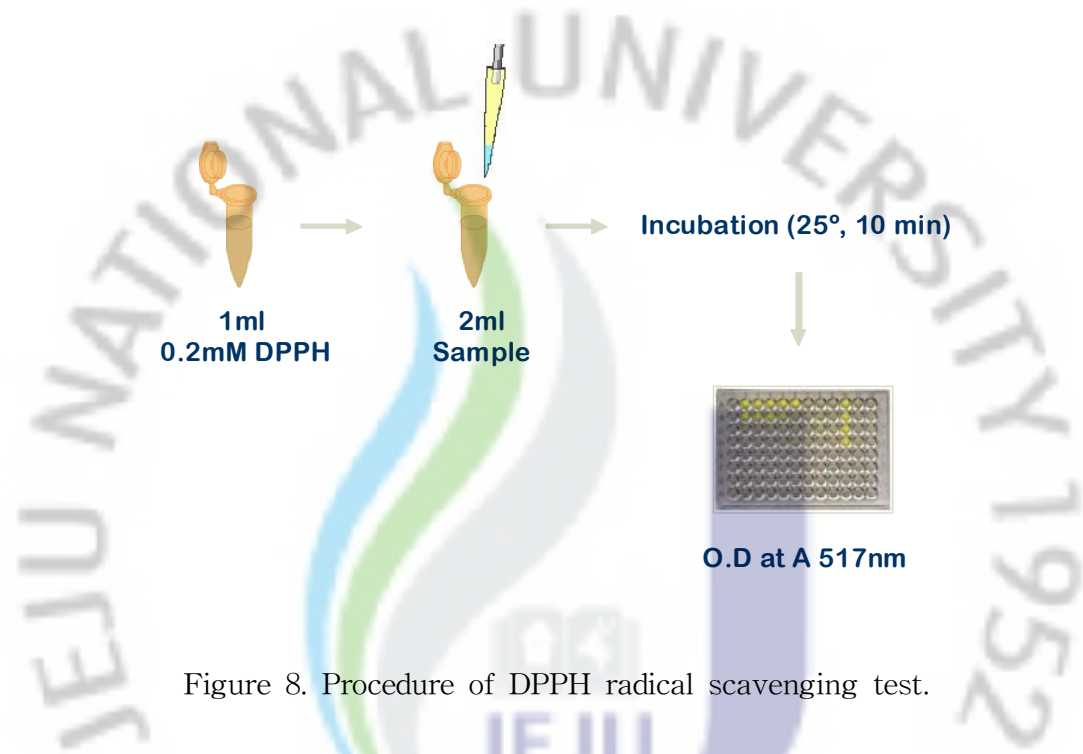 JEJU NATIONAL UNIVERSITY 1952
1ml
0.2mM DPPH
2ml
Sample
Incubation (25º, 10 min)
O.D at A 517nm
Figure 8. Procedure of DPPH radical scavenging test.
JEJU